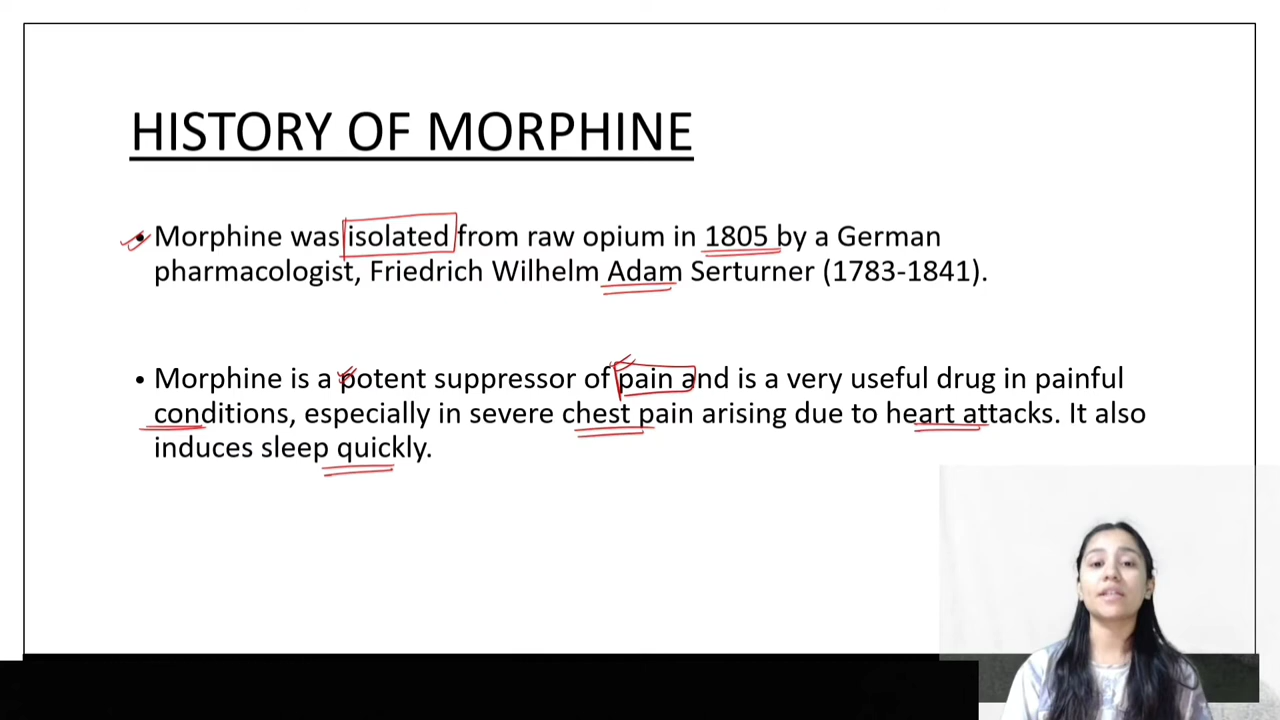 HISTORY OF MORPHINE
• Morphine was isolated from raw opium in 1805 by a German
pharmacologist, Friedrich Wilhelm Adam Serturner (1783-1841).
• Morphine is a potent suppressor of pain and is a very useful drug in painful
conditions, especially in severe chest pain arising due to heart attacks. It also
induces sleep quickly.